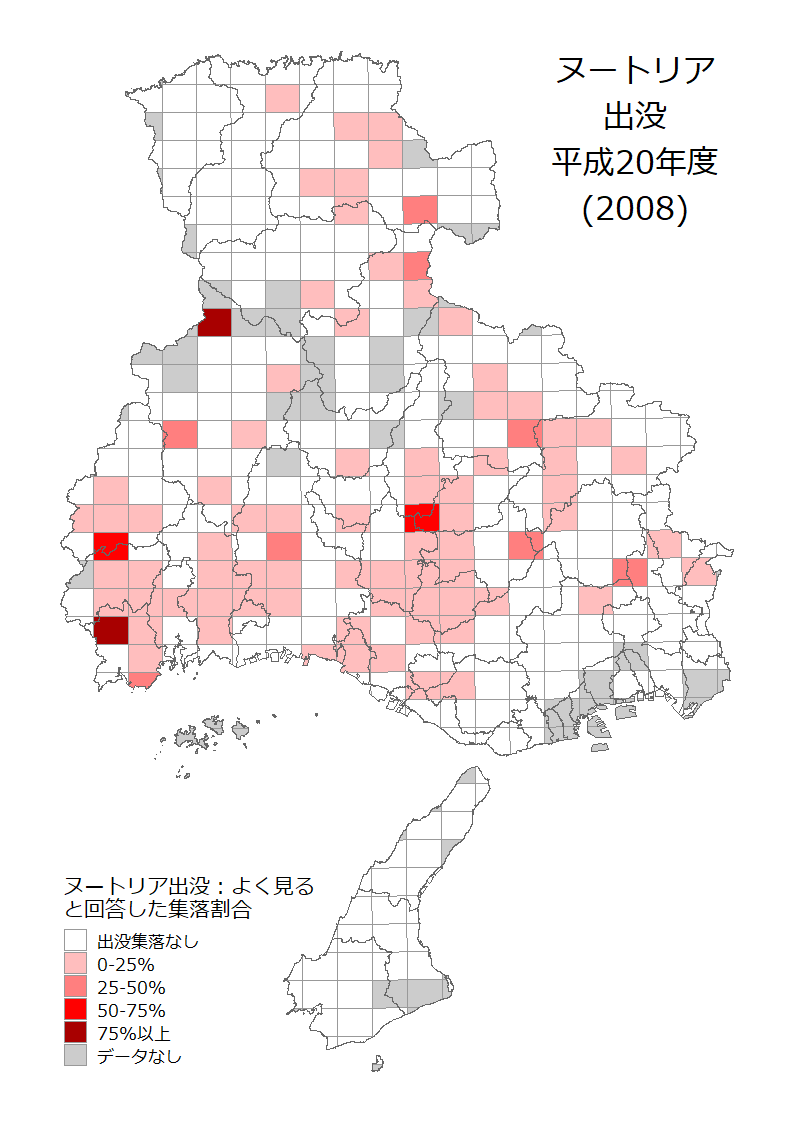 ヌートリア
出没
平成20年度
(2008)
ヌートリア出没：よく見る
と回答した集落割合
出没集落なし
0-25%
25-50%
50-75%
75%以上
データなし